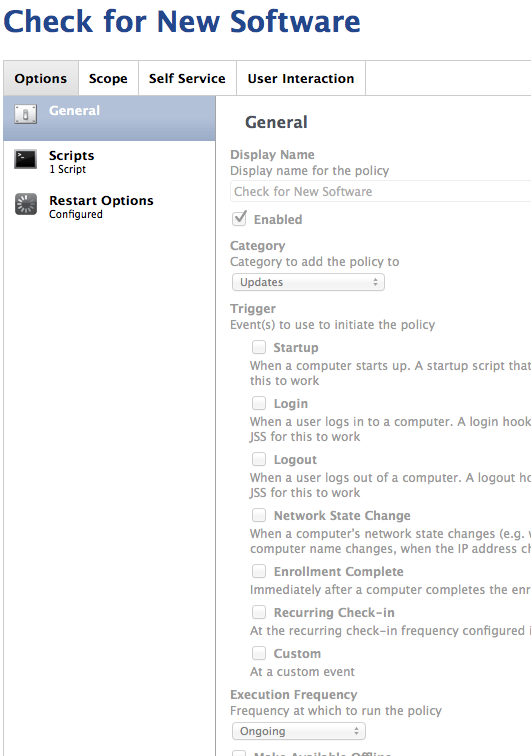 Check for New Software
Options
Scope
Self Service
User Interaction
General
Scripts
1 Script
Restart Options
Configured
General
Display Name
Display name for the policy
Check for New Software
Enabled
Category
Category to add the policy to
Updates
Trigger
Event(s) to use to initiate the policy
Startup
When a computer starts up. A startup script that
this to work
Login
When a user logs in to a computer. A login hook
JSS for this to work
Logout
When a user logs out of a computer. A logout ho
JSS for this to work
Network State Change
When a computer's network state changes (e.g. w
computer name changes, when the IP address ch
Enrollment Complete
Immediately after a computer completes the enr
Recurring Check-in
At the recurring check-in frequency configured i
Custom
At a custom event
Execution Frequency
Frequency at which to run the policy
Ongoing
Make Available Offline